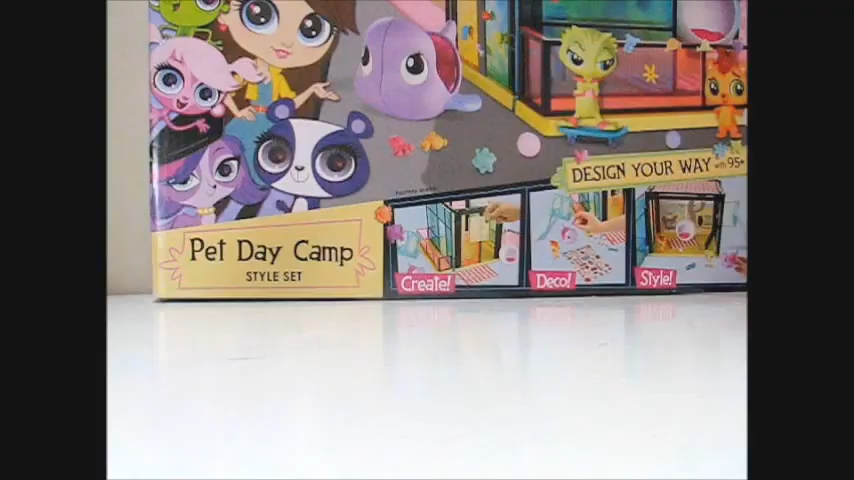 DESIGN YOUR WAY with 95+
Pet Day Camp
STYLE SET
Create!
Deco!
Style!